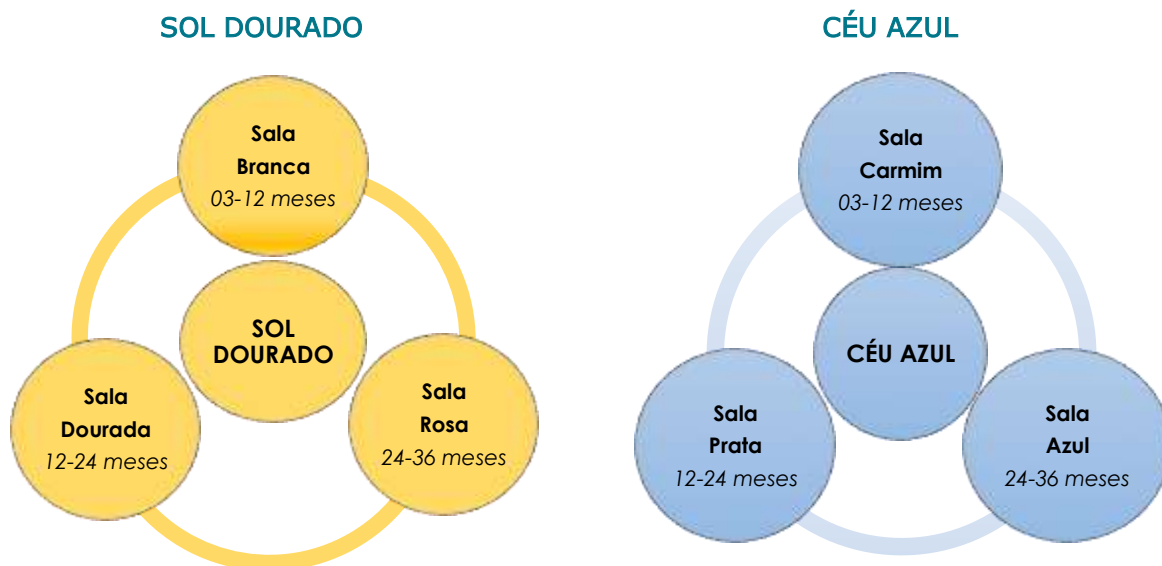 SOL DOURADO
Sala
Branca
03-12 meses
SOL
DOURADO
Sala
Dourada
12-24 meses
Sala
Rosa
24-36 meses
CÉU AZUL
Sala
Carmim
03-12 meses
CÉU AZUL
Sala
Prata
12-24 meses
Sala
Azul
24-36 meses